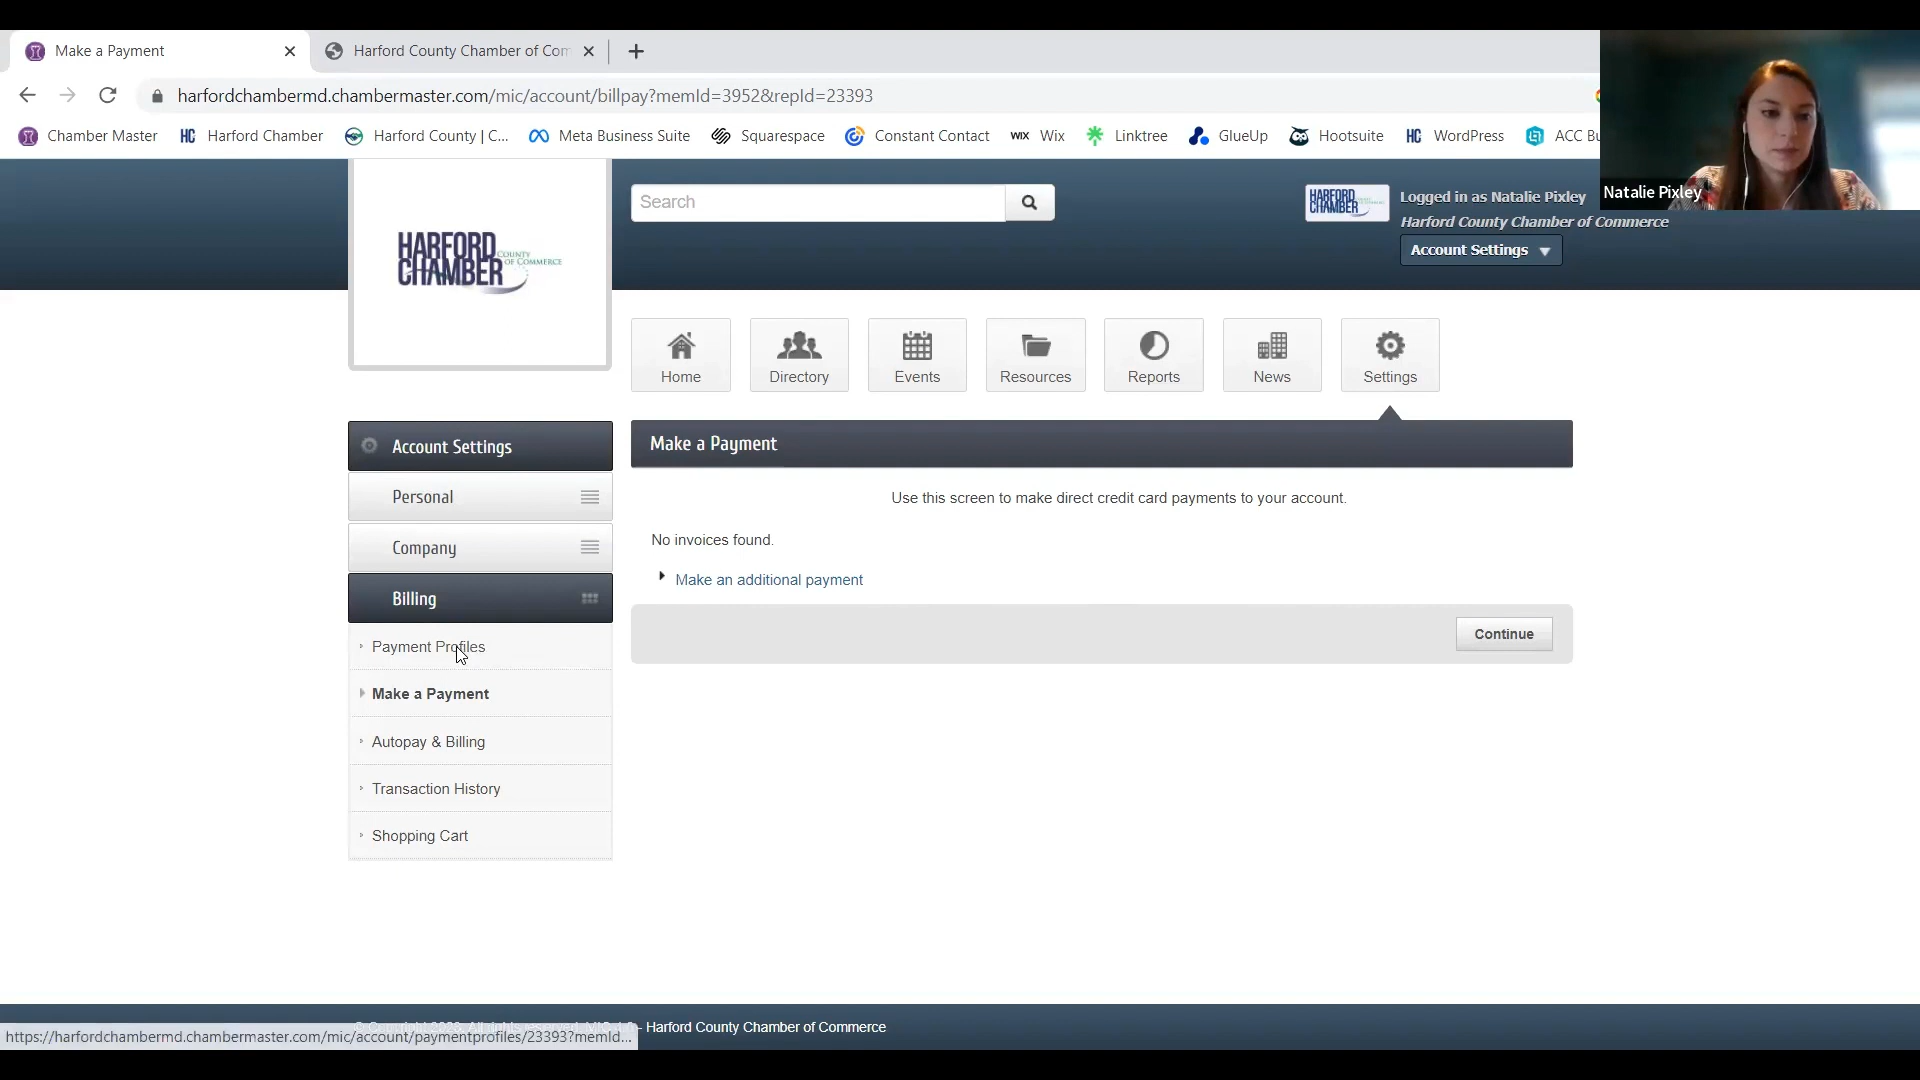 Make a Payment
Harford County Chamber of Com
harfordchambermd.chambermaster.com/mic/account/billpay?memId=3952&repId=23393
Chamber Master
HC Harford Chamber
Harford County | C...
Meta Business Suite
Squarespace
Constant Contact
WIX Wix
Linktree
GlueUp
Hootsuite
HC WordPress
ACC Bu
Natalie Pixley
HARFORD
CHAMBER
COUNTY
OF COMMERCE
Search
HARFORD
CHAMBER
Logged in as Natalie Pixley
Harford County Chamber of Commerce
Account Settings
Home
Directory
Events
Resources
Reports
News
Settings
Account Settings
Personal
Company
Billing
Payment Profiles
Make a Payment
Autopay & Billing
Transaction History
Shopping Cart
Make a Payment
Use this screen to make direct credit card payments to your account.
No invoices found.
Make an additional payment
Continue
- Harford County Chamber of Commerce
https://harfordchambermd.chambermaster.com/mic/account/paymentprofiles/23393?memId...